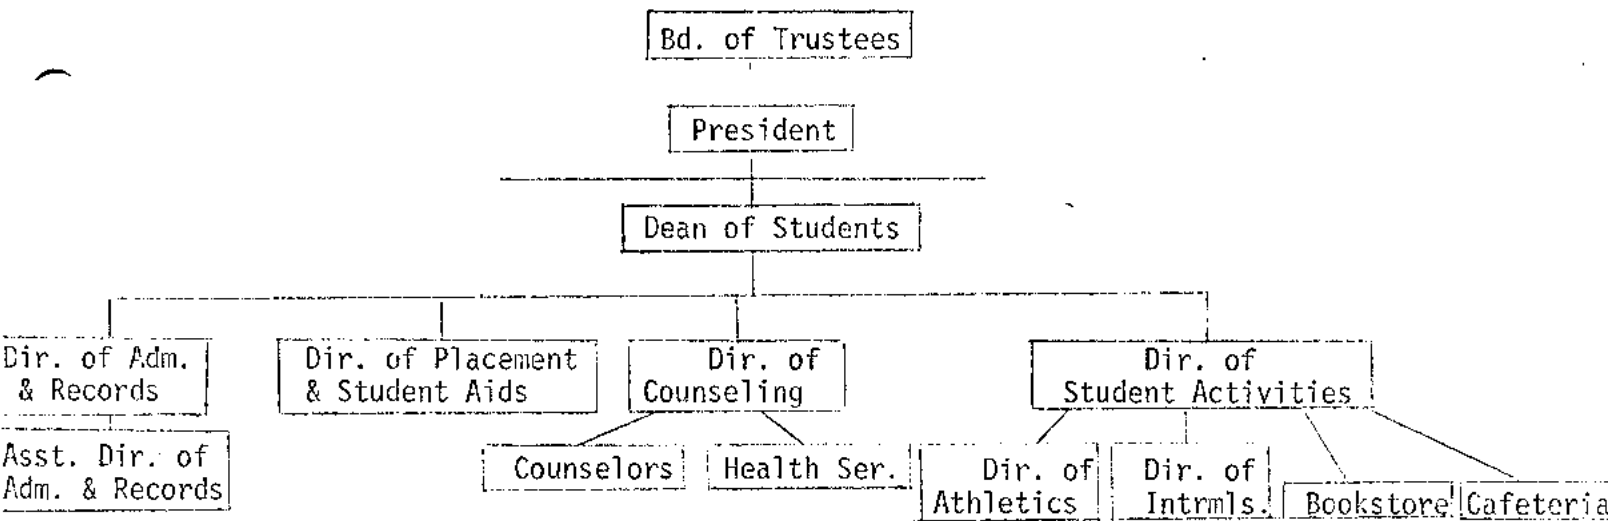 Bd. of Trustees
President
Dean of Students
Dir. of Adm.
& Records
Dir. of Placement
& Student Aids
Dir. of
Counseling
Dir. of
Student Activities
Asst. Dir. of
Adm. & Records
Counselors
Health Ser.
Dir. of
Athletics
Dir. of
Intrmls.
Bookstore
Cafeteria